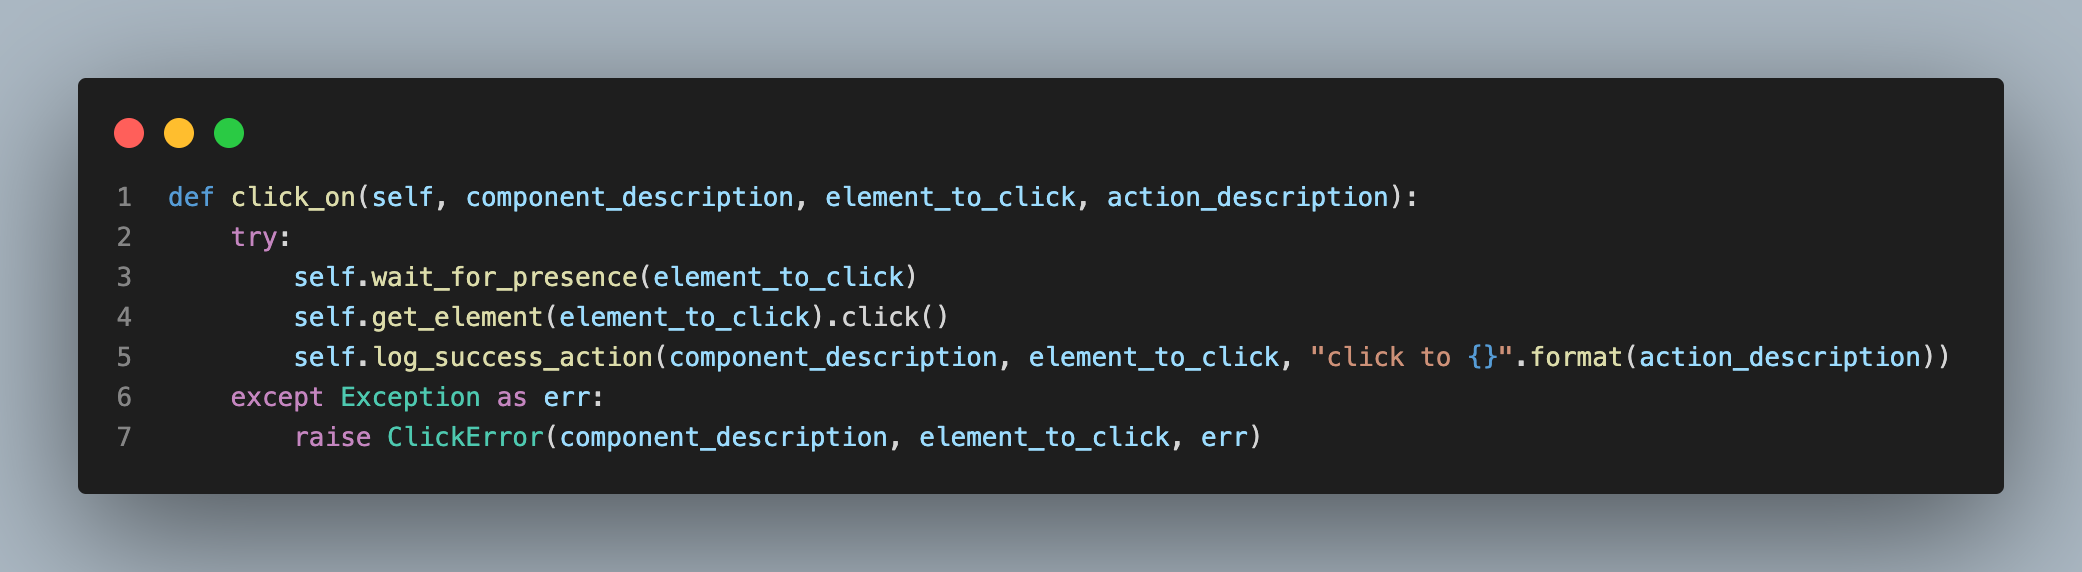 1 def click_on(self, component_description, element_to_click, action_description):
2     try:
3         self.wait_for_presence(element_to_click)
4         self.get_element(element_to_click).click()
5         self.log_success_action(component_description, element_to_click, "click to {}".format(action_description))
6     except Exception as err:
7         raise ClickError(component_description, element_to_click, err)